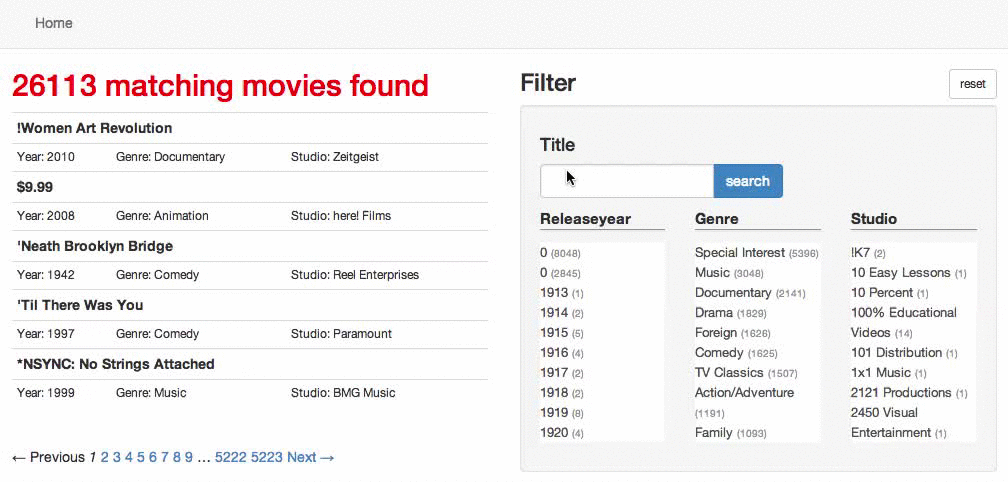 Home
26113 matching movies found
!Women Art Revolution
Year: 2010 Genre: Documentary Studio: Zeitgeist
$9.99
Year: 2008 Genre: Animation Studio: here! Films
'Neath Brooklyn Bridge
Year: 1942 Genre: Comedy Studio: Reel Enterprises
'Til There Was You
Year: 1997 Genre: Comedy Studio: Paramount
*NSYNC: No Strings Attached
Year: 1999 Genre: Music Studio: BMG Music
← Previous 1 2 3 4 5 6 7 8 9 … 5222 5223 Next →
Filter
reset
Title
search
Releaseyear
0 (8048)
0 (2845)
1913 (1)
1914 (2)
1915 (5)
1916 (4)
1917 (2)
1918 (2)
1919 (8)
1920 (4)
Genre
Special Interest (5396)
Music (3048)
Documentary (2141)
Drama (1829)
Foreign (1626)
Comedy (1625)
TV Classics (1507)
Action/Adventure
(1191)
Family (1093)
Studio
!K7 (2)
10 Easy Lessons (1)
10 Percent (1)
100% Educational
Videos (14)
101 Distribution (1)
1x1 Music (1)
2121 Productions (1)
2450 Visual
Entertainment (1)